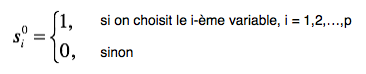 s_i^0 = { 1, si on choisit le i-ème variable, i = 1,2,…,p
0, sinon